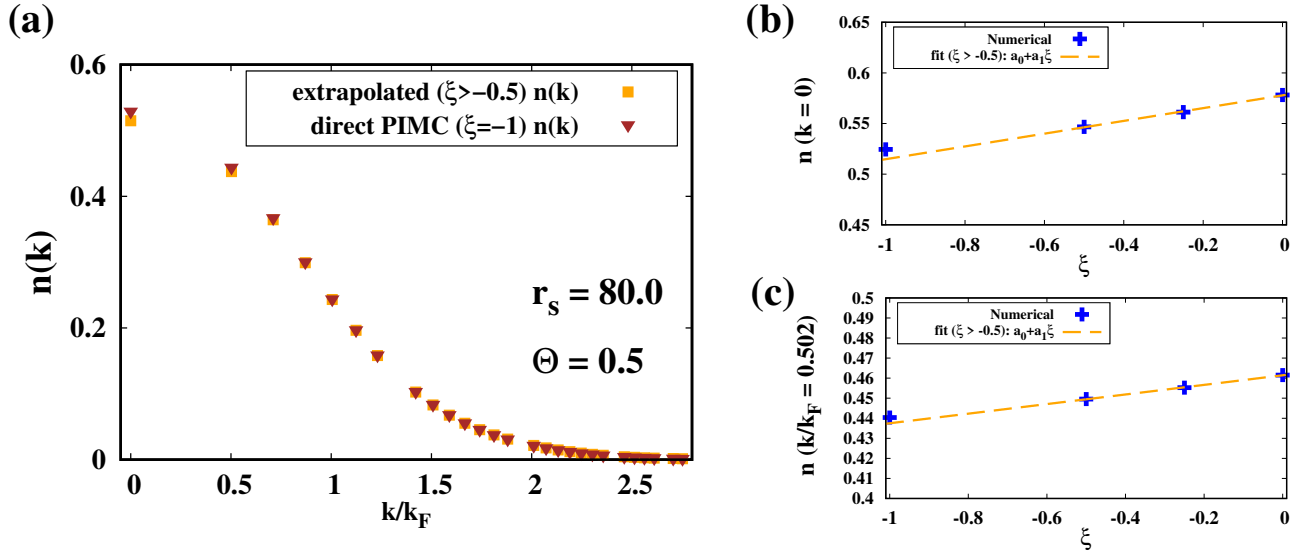 (a)
n(k)
0.6
0.4
0.2
0
extrapolated (ξ>−0.5) n(k)
direct PIMC (ξ=−1) n(k)
r_s = 80.0
Θ = 0.5
0 0.5 1 1.5 2 2.5
k/k_F
(b)
n (k = 0)
0.65
0.6
0.55
0.5
0.45
Numerical
fit (ξ > -0.5): a_0+a_1ξ
-1 -0.8 -0.6 -0.4 -0.2 0
ξ
(c)
n (k/k_F = 0.502)
0.5
0.49
0.48
0.47
0.46
0.45
0.44
0.43
0.42
0.41
0.4
Numerical
fit (ξ > -0.5): a_0+a_1ξ
-1 -0.8 -0.6 -0.4 -0.2 0
ξ